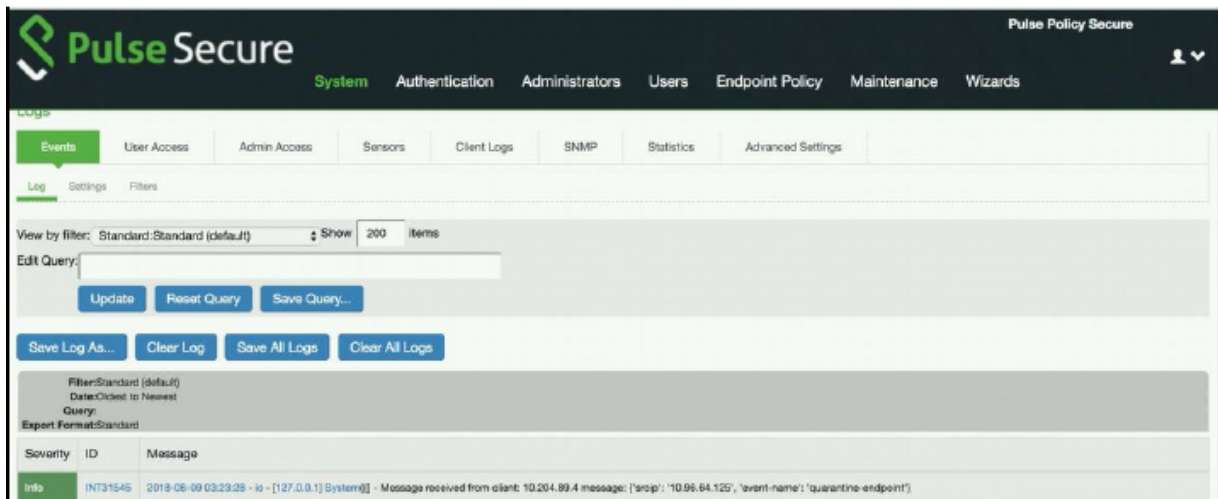 Pulse Policy Secure
Pulse Secure
System Authentication Administrators Users Endpoint Policy Maintenance Wizards
Logs
Events User Access Admin Access Sensors Client Logs SNMP Statistics Advanced Settings
Log Settings Filters
View by filter: Standard:Standard (default) Show 200 items
Edit Query:
Update Reset Query Save Query...
Save Log As... Clear Log Save All Logs Clear All Logs
Filter:Standard (default)
Date:Oldest to Newest
Query:
Export Format:Standard
Severity ID Message
Info INT31545 2018-08-09 03:23:28 - ic - [127.0.0.1] System()[] - Message received from client: 10.204.89.4 message: {'srcip': '10.96.64.125', 'event-name': 'quarantine-endpoint'}